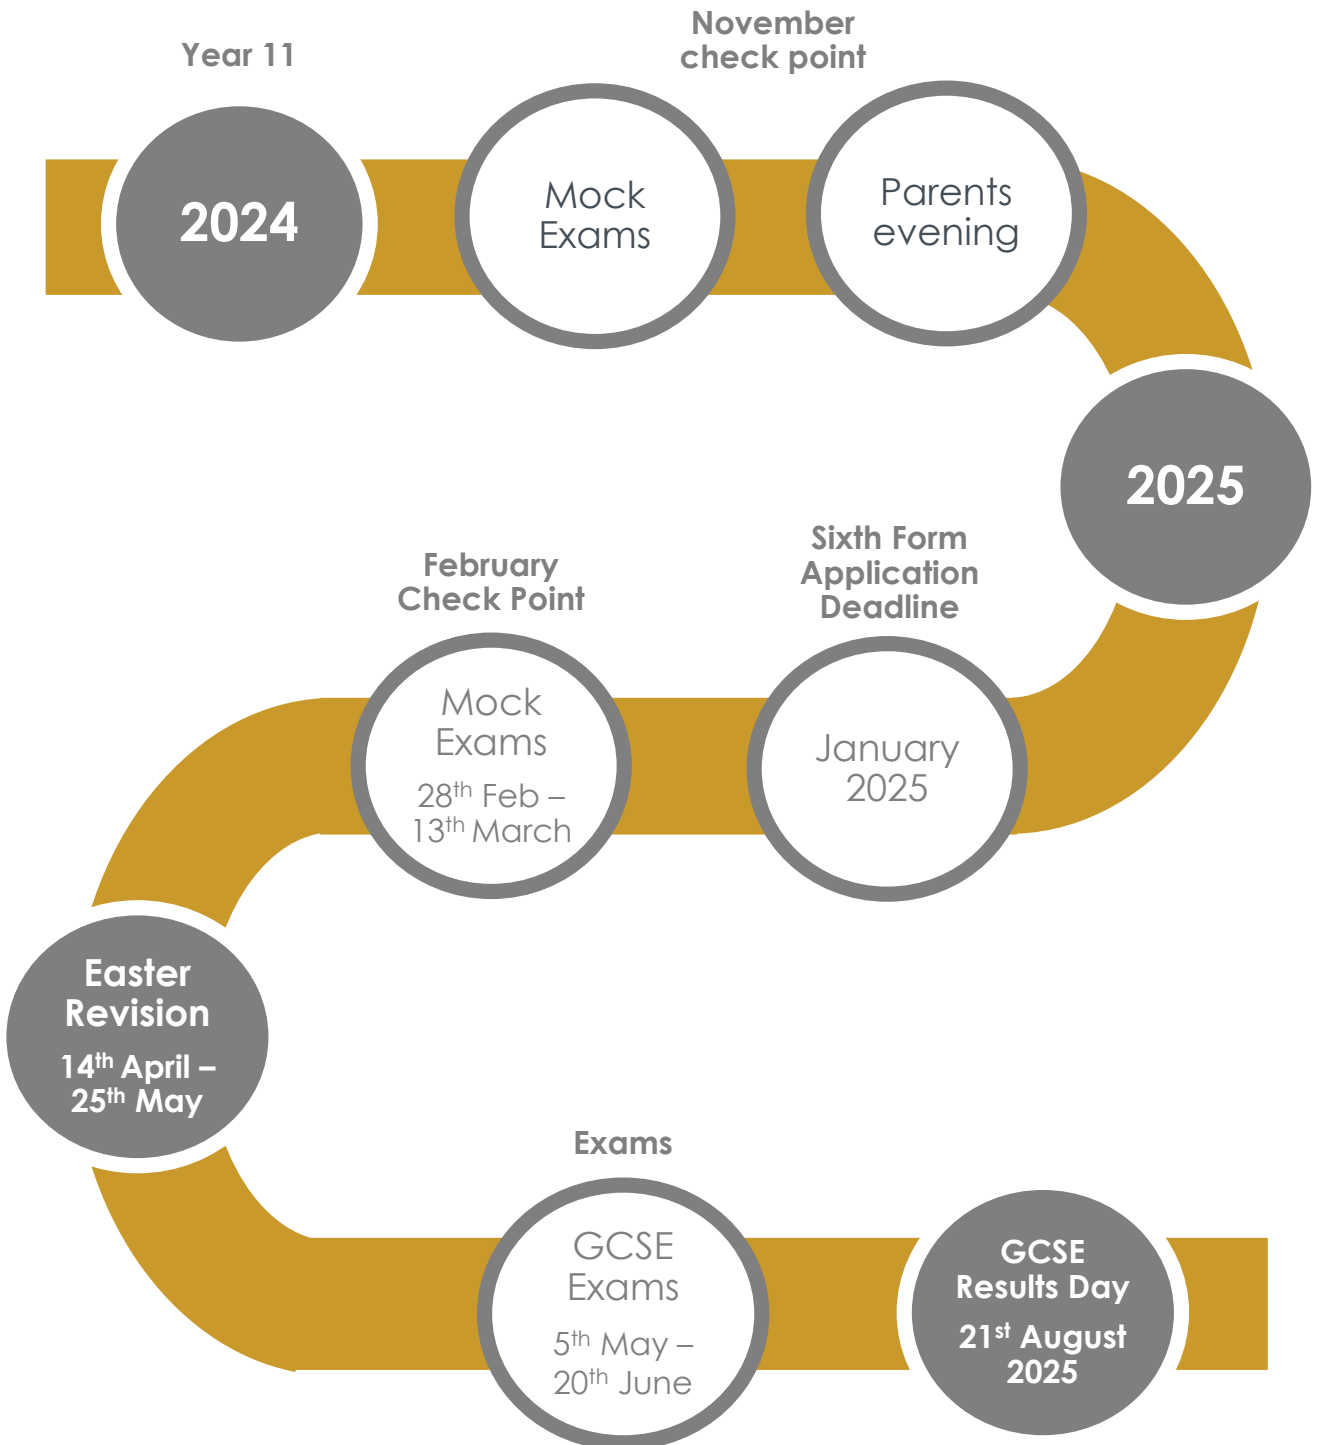 Year 11
2024
Mock
Exams
November
check point
Parents
evening
2025
Sixth Form
Application
Deadline
January
2025
February
Check Point
Mock
Exams
28th Feb –
13th March
Easter
Revision
14th April –
25th May
Exams
GCSE
Exams
5th May –
20th June
GCSE
Results Day
21st August
2025